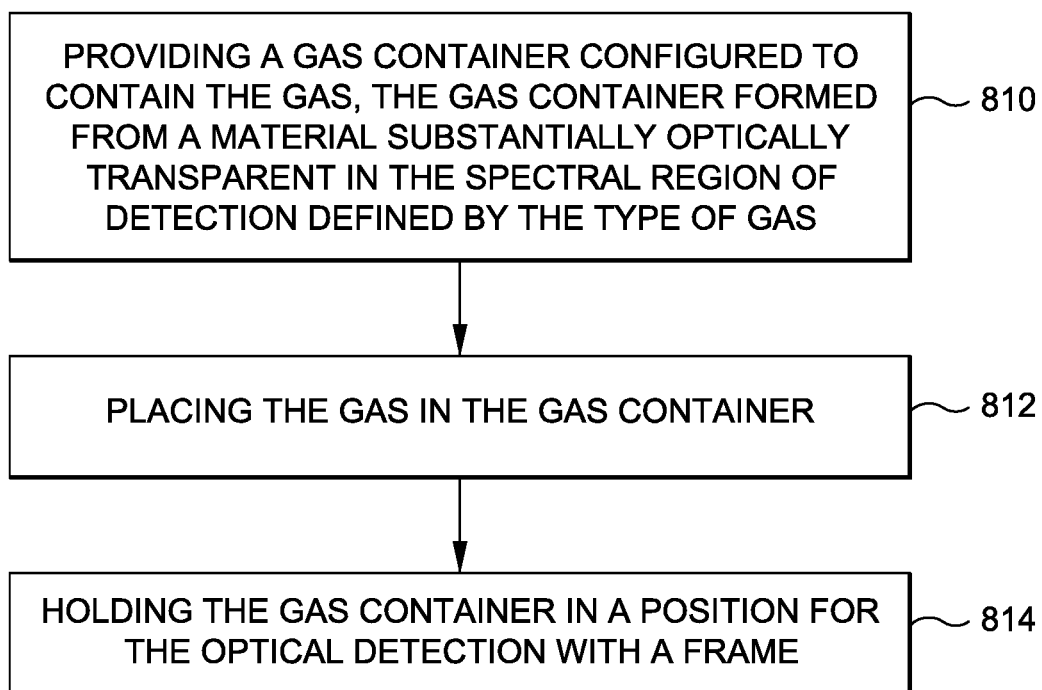 PROVIDING A GAS CONTAINER CONFIGURED TO
CONTAIN THE GAS, THE GAS CONTAINER FORMED
FROM A MATERIAL SUBSTANTIALLY OPTICALLY
TRANSPARENT IN THE SPECTRAL REGION OF
DETECTION DEFINED BY THE TYPE OF GAS
810
PLACING THE GAS IN THE GAS CONTAINER
812
HOLDING THE GAS CONTAINER IN A POSITION FOR
THE OPTICAL DETECTION WITH A FRAME
814